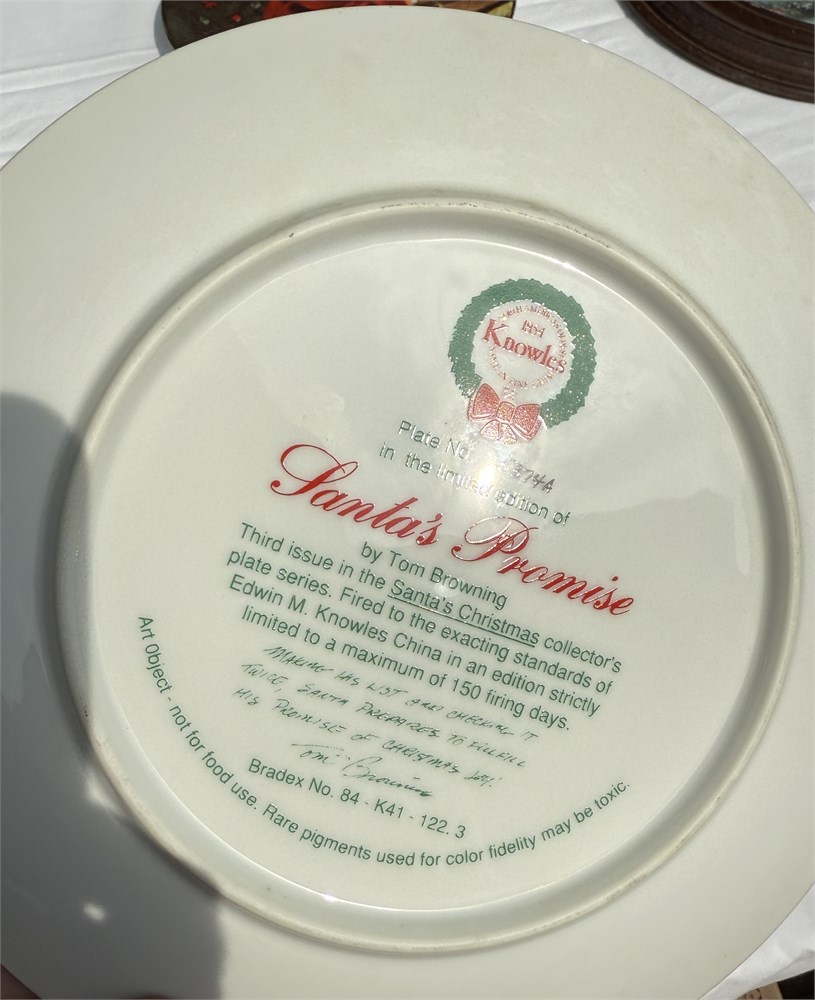 1854
Knowles
Plate No.
in the limited edition of
Santa's Promise
by Tom Browning
Third issue in the Santa's Christmas collector's
plate series. Fired to the exacting standards of
Edwin M. Knowles China in an edition strictly
limited to a maximum of 150 firing days.
MAKING HIS LIST AND CHECKING IT
TWICE, SANTA PREPARES TO FULFILL
HIS PROMISE OF CHRISTMAS DAY!
Tom Browning
Bradex No. 84 - K41 - 122. 3
Art Object - not for food use. Rare pigments used for color fidelity may be toxic.